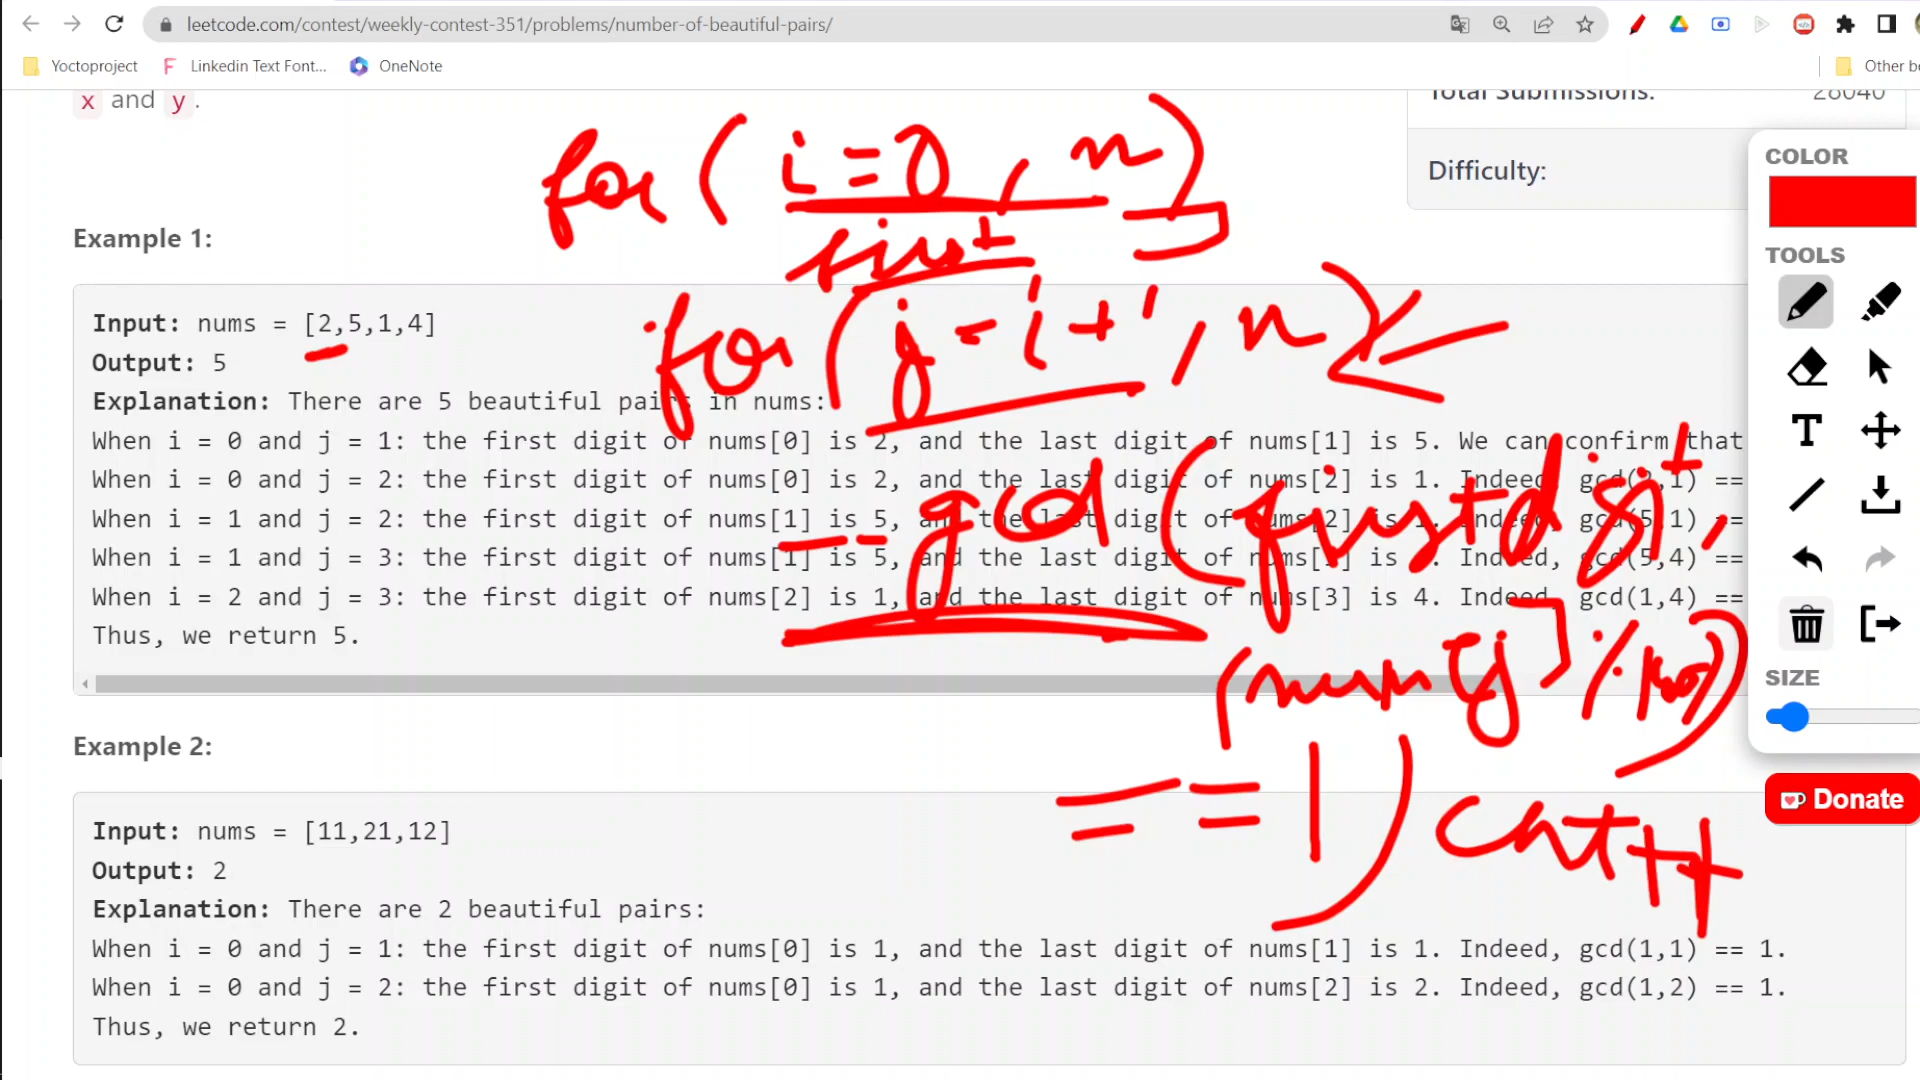 leetcode.com/contest/weekly-contest-351/problems/number-of-beautiful-pairs/
Yoctoproject
Linkedin Text Font...
OneNote
Other b
x and y.
Total Submissions: 28040
Difficulty:
for (i=0, n)
first
for (j=i+1, n)
gcd (firstdigit,
(num[j] % 10)
== 1) cnt++
Example 1:
Input: nums = [2,5,1,4]
Output: 5
Explanation: There are 5 beautiful pairs in nums:
When i = 0 and j = 1: the first digit of nums[0] is 2, and the last digit of nums[1] is 5. We can confirm that
When i = 0 and j = 2: the first digit of nums[0] is 2, and the last digit of nums[2] is 1. Indeed, gcd(2,1) ==
When i = 1 and j = 2: the first digit of nums[1] is 5, and the last digit of nums[2] is 1. Indeed, gcd(5,1) ==
When i = 1 and j = 3: the first digit of nums[1] is 5, and the last digit of nums[3] is 4. Indeed, gcd(5,4) ==
When i = 2 and j = 3: the first digit of nums[2] is 1, and the last digit of nums[3] is 4. Indeed, gcd(1,4) ==
Thus, we return 5.
Example 2:
Input: nums = [11,21,12]
Output: 2
Explanation: There are 2 beautiful pairs:
When i = 0 and j = 1: the first digit of nums[0] is 1, and the last digit of nums[1] is 1. Indeed, gcd(1,1) == 1.
When i = 0 and j = 2: the first digit of nums[0] is 1, and the last digit of nums[2] is 2. Indeed, gcd(1,2) == 1.
Thus, we return 2.
COLOR
TOOLS
T
SIZE
Donate